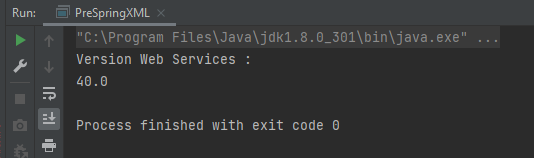 Run: PreSpringXML
"C:\Program Files\Java\jdk1.8.0_301\bin\java.exe" ...
Version Web Services :
40.0
Process finished with exit code 0